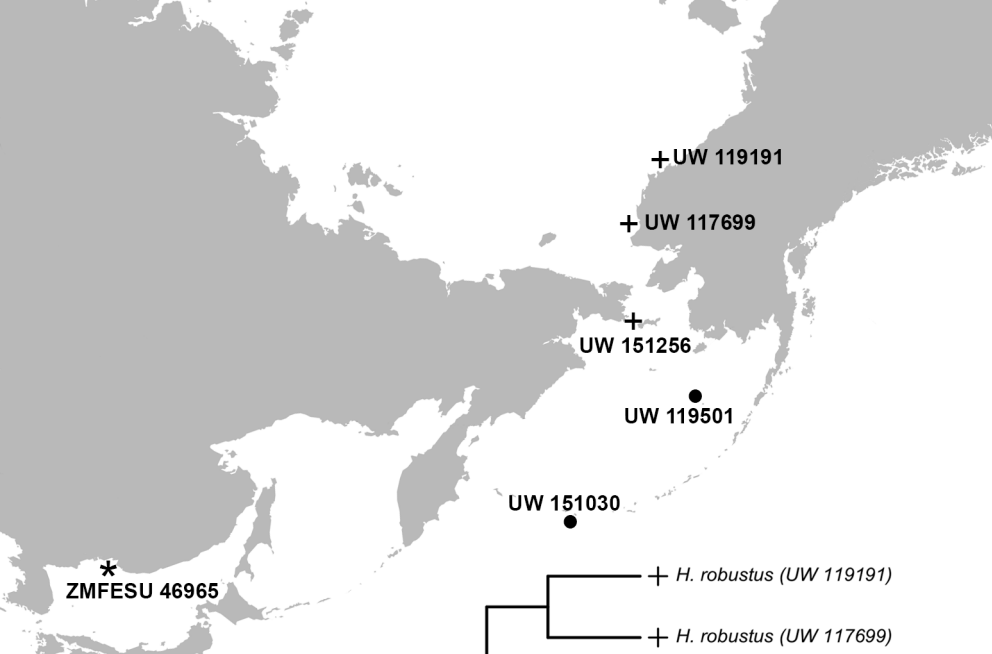 UW 119191
UW 117699
UW 151256
UW 119501
UW 151030
ZMFESU 46965
H. robustus (UW 119191)
H. robustus (UW 117699)